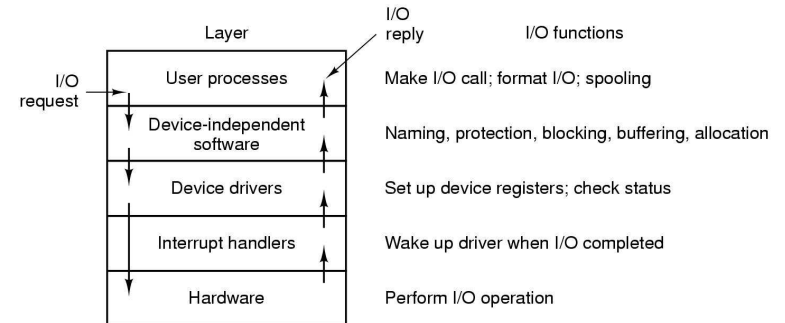 Layer
I/O
reply
I/O functions
I/O
request
User processes
Make I/O call; format I/O; spooling
Device-independent
software
Naming, protection, blocking, buffering, allocation
Device drivers
Set up device registers; check status
Interrupt handlers
Wake up driver when I/O completed
Hardware
Perform I/O operation